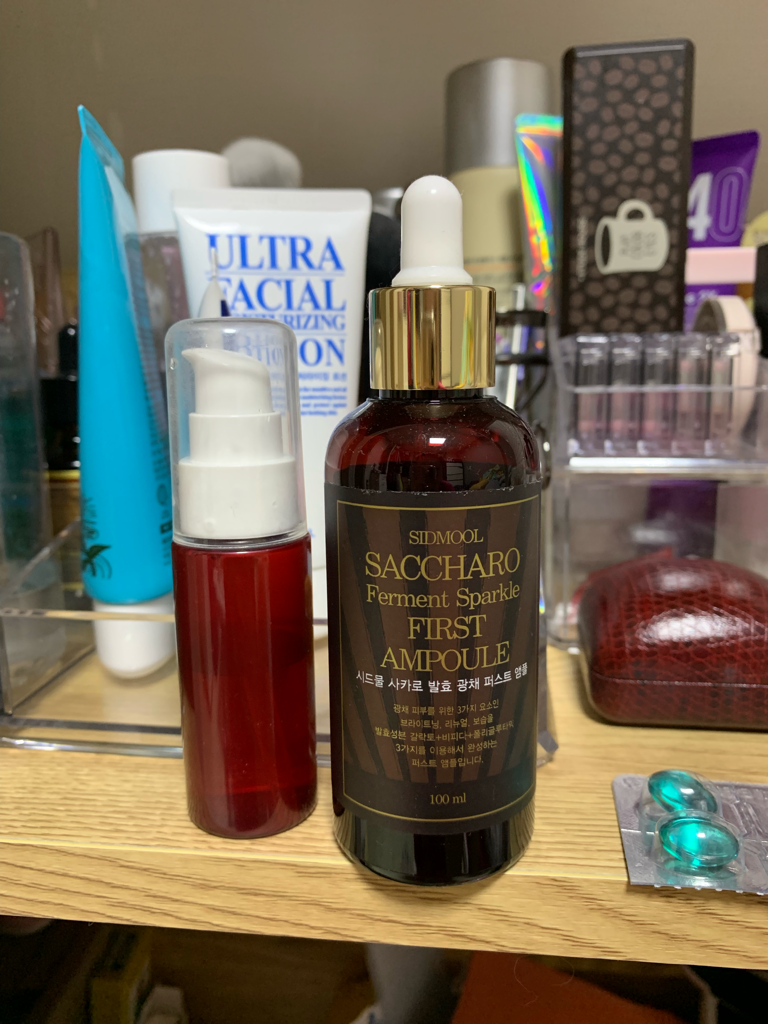 ULTRA
FACIAL
40
SIDMOOL
SACCHARO
Ferment Sparkle
FIRST
AMPOULE
시드물 사카로 발효 광채 퍼스트 앰플
광채 피부를 위한 3가지 요소인
브라이트닝, 리뉴얼, 보습을
발효성분 갈락토+비피다+폴리글루타믹,
3가지를 이용해서 완성하는
퍼스트 앰플입니다.
100 ml